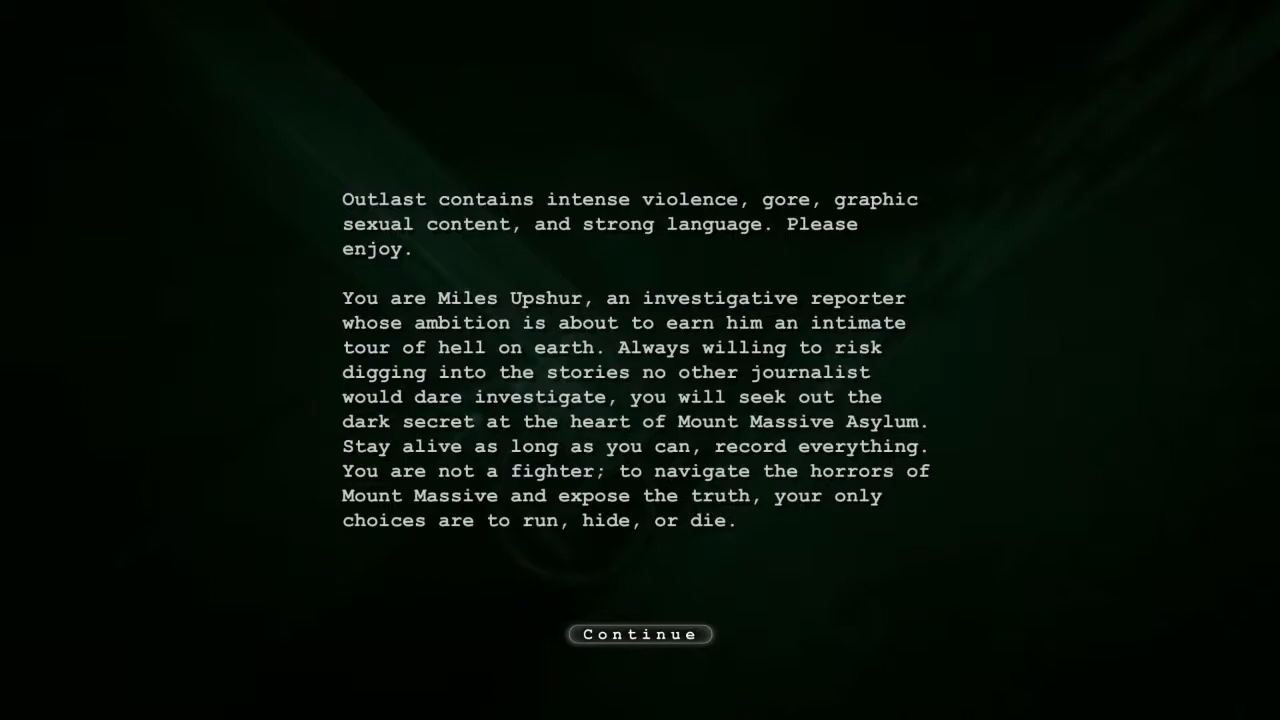 Outlast contains intense violence, gore, graphic
sexual content, and strong language. Please
enjoy.
You are Miles Upshur, an investigative reporter
whose ambition is about to earn him an intimate
tour of hell on earth. Always willing to risk
digging into the stories no other journalist
would dare investigate, you will seek out the
dark secret at the heart of Mount Massive Asylum.
Stay alive as long as you can, record everything.
You are not a fighter; to navigate the horrors of
Mount Massive and expose the truth, your only
choices are to run, hide, or die.
Continue